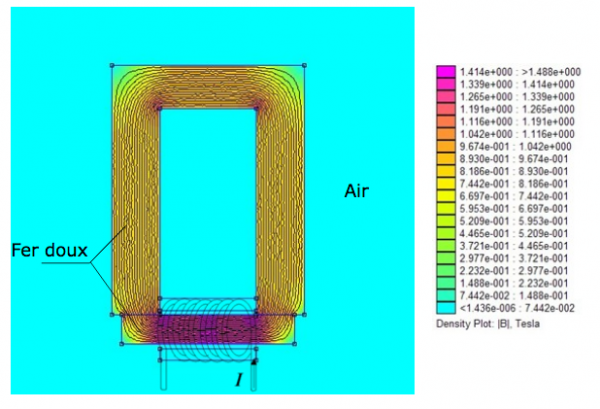 1.414e+000 : >1.488e+000
1.339e+000 : 1.414e+000
1.265e+000 : 1.339e+000
1.191e+000 : 1.265e+000
1.116e+000 : 1.191e+000
1.042e+000 : 1.116e+000
9.674e-001 : 1.042e+000
8.930e-001 : 9.674e-001
8.186e-001 : 8.930e-001
7.442e-001 : 8.186e-001
6.697e-001 : 7.442e-001
5.953e-001 : 6.697e-001
5.209e-001 : 5.953e-001
4.465e-001 : 5.209e-001
3.721e-001 : 4.465e-001
2.977e-001 : 3.721e-001
2.232e-001 : 2.977e-001
1.488e-001 : 2.232e-001
7.442e-002 : 1.488e-001
<1.436e-006 : 7.442e-002
Density Plot: |B|, Tesla
Air
Fer doux
I